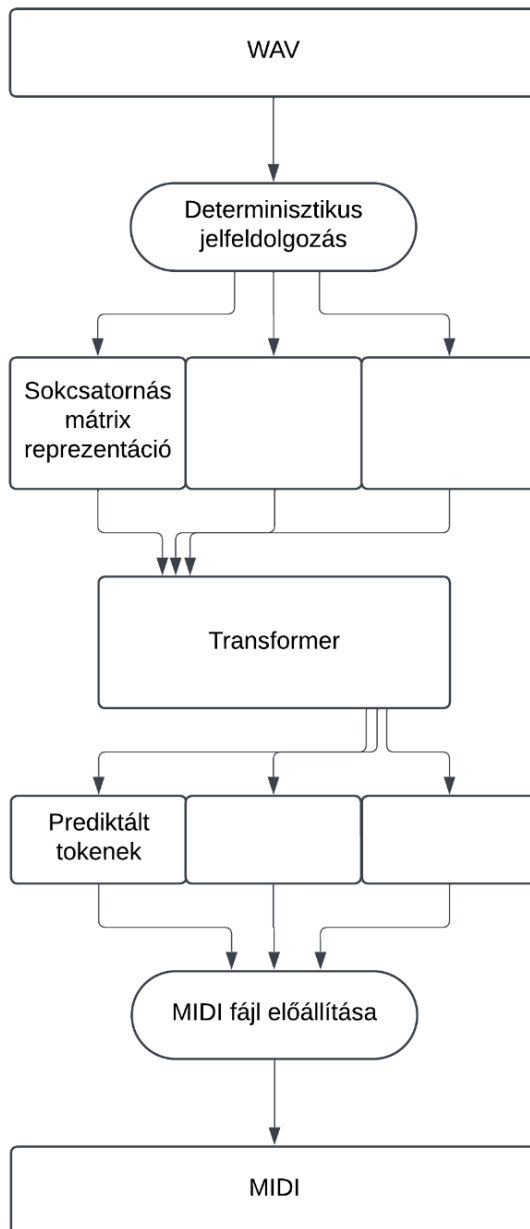 WAV
Determinisztikus
jelfeldolgozás
Sokcsatornás
mátrix
reprezentáció
Transformer
Prediktált
tokenek
MIDI fájl előállítása
MIDI